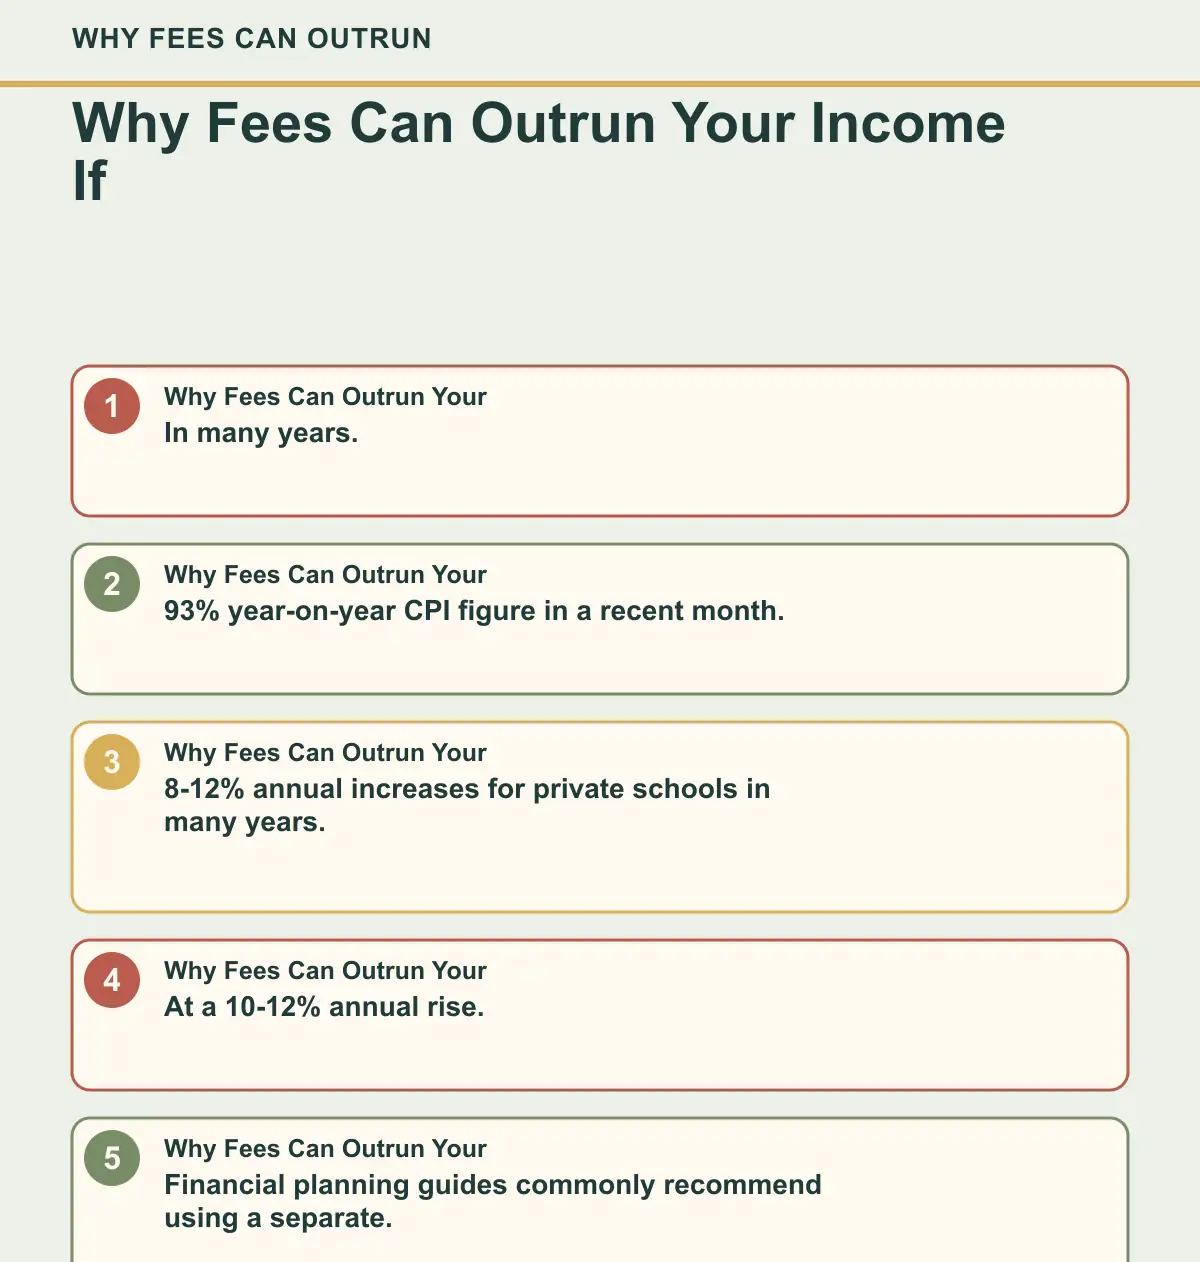 WHY FEES CAN OUTRUN
Why Fees Can Outrun Your Income
If
1
Why Fees Can Outrun Your
In many years.
2
Why Fees Can Outrun Your
93% year-on-year CPI figure in a recent month.
3
Why Fees Can Outrun Your
8-12% annual increases for private schools in
many years.
4
Why Fees Can Outrun Your
At a 10-12% annual rise.
5
Why Fees Can Outrun Your
Financial planning guides commonly recommend
using a separate.